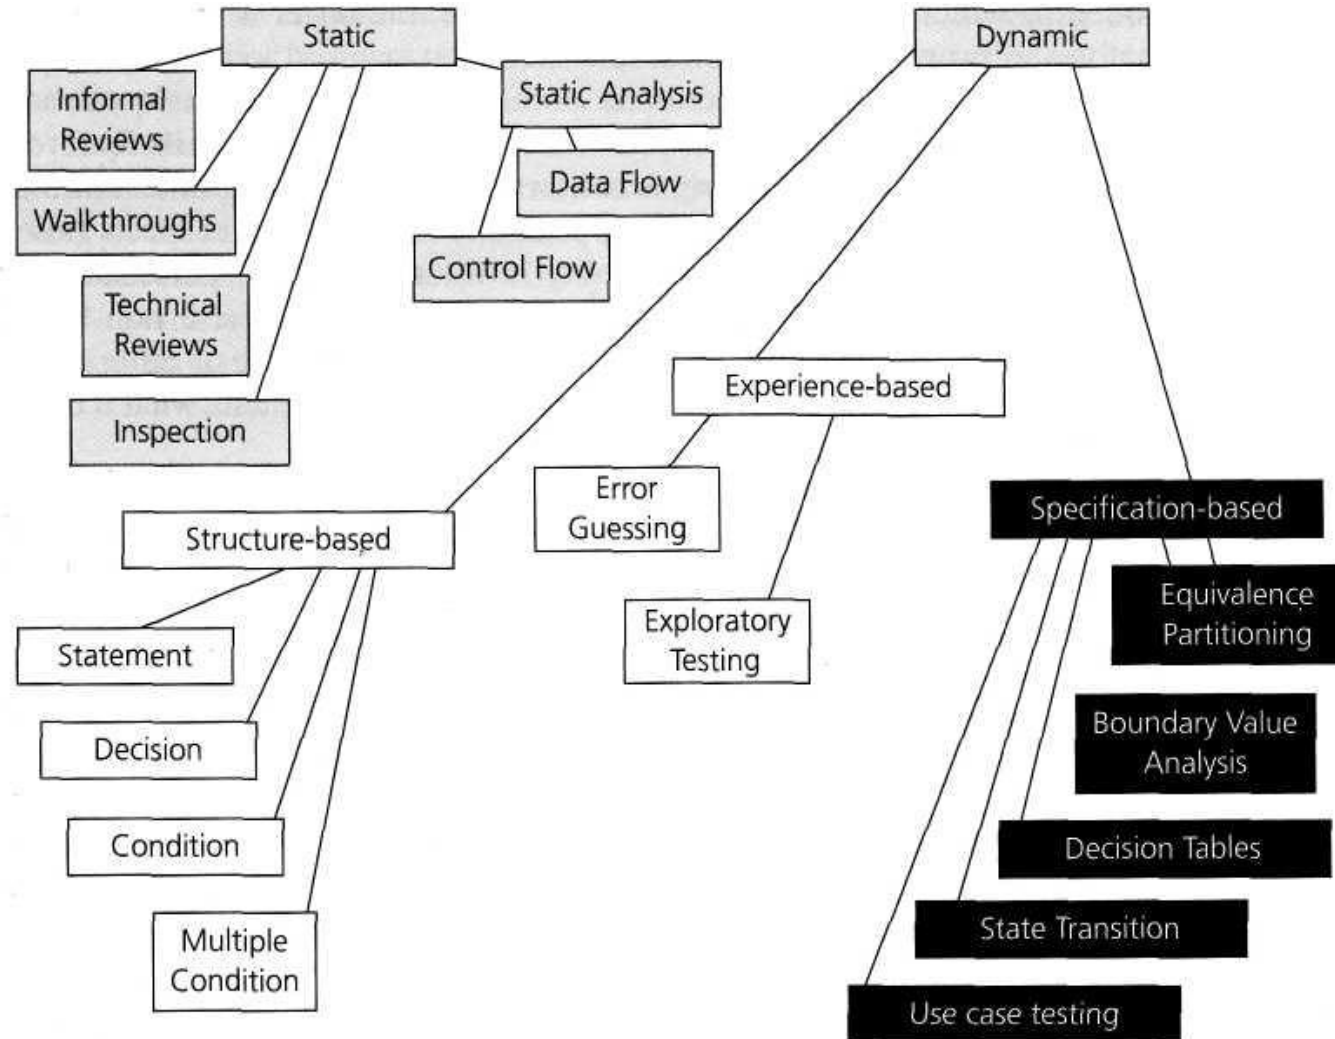 Static
Dynamic
Informal
Reviews
Static Analysis
Data Flow
Walkthroughs
Control Flow
Technical
Reviews
Experience-based
Inspection
Error
Guessing
Specification-based
Structure-based
Equivalence
Partitioning
Exploratory
Testing
Statement
Boundary Value
Analysis
Decision
Decision Tables
Condition
State Transition
Multiple
Condition
Use case testing